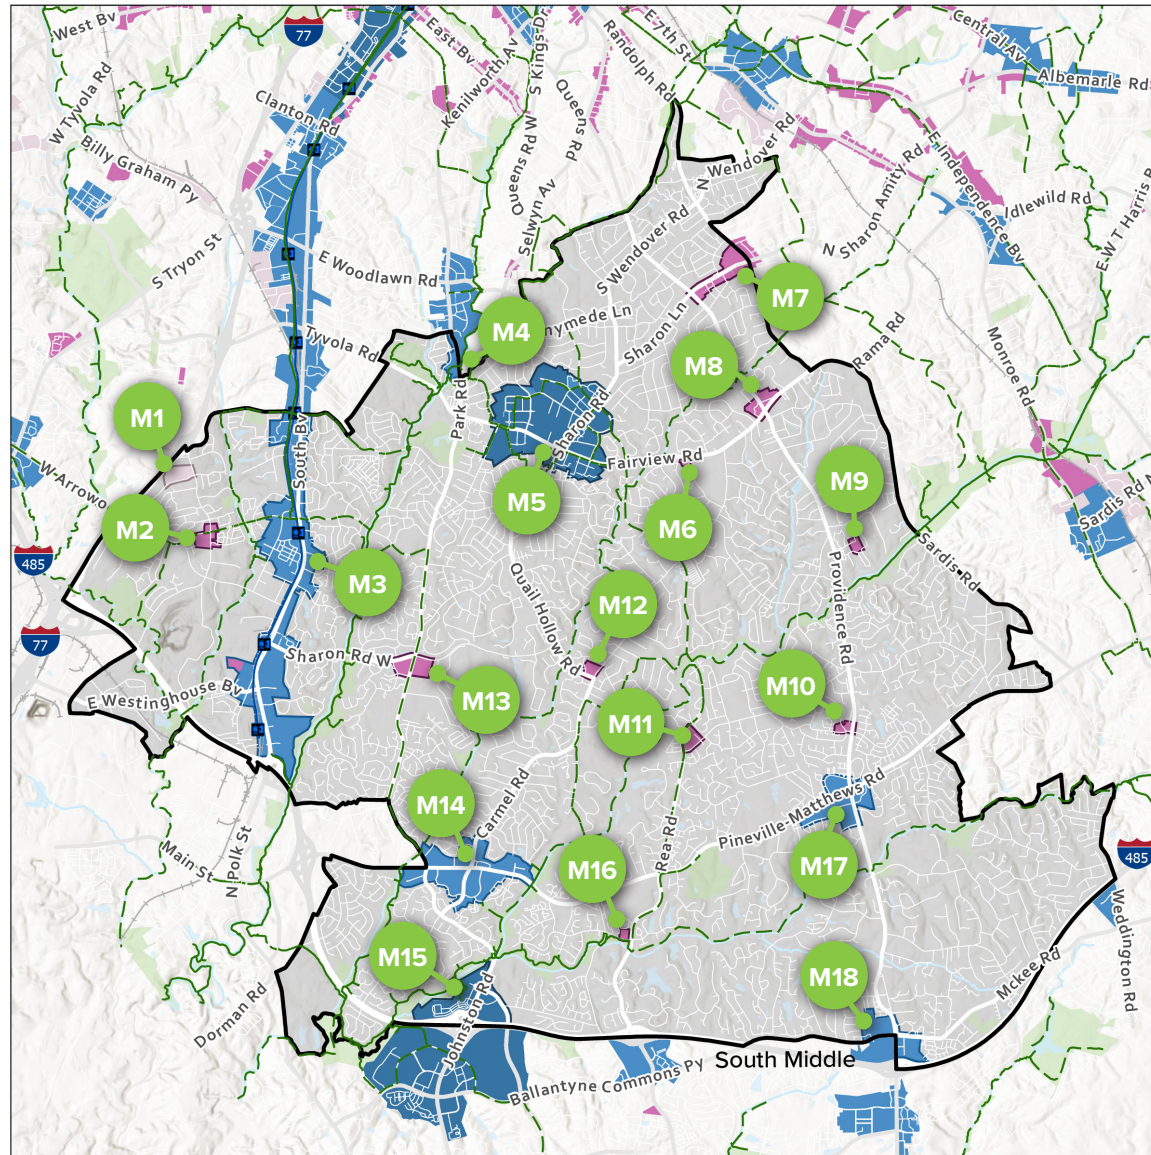 West Bv
77
East Bv
Kenilworth Av
S Kings Dr
Queens Rd
Randolph Rd
E 7th St
Central Av
Albemarle Rd
W Tyvola Rd
Clanton Rd
Billy Graham Py
Queens Rd W
Selwyn Av
N Wendover Rd
E Independence Bv
Idlewild Rd
N Sharon Amity Rd
S Tryon St
E Woodlawn Rd
S Wendover Rd
M7
M4
nymede Ln
Sharon Ln
Tyvola Rd
Rama Rd
Monroe Rd
M8
M1
Park Rd
Sharon Rd
South Bv
Fairview Rd
M5
M9
M2
M6
Sardis Rd N
485
M3
Sardis Rd
Quail Hollow Rd
M12
Providence Rd
77
Sharon Rd W
E Westinghouse Bv
M13
M10
M11
M14
Carmel Rd
Pineville-Matthews Rd
Main St
N Polk St
Rea Rd
M16
M17
485
Weddington Rd
M15
M18
Mckee Rd
Dorman Rd
Johnston Rd
South Middle
Ballantyne Commons Py